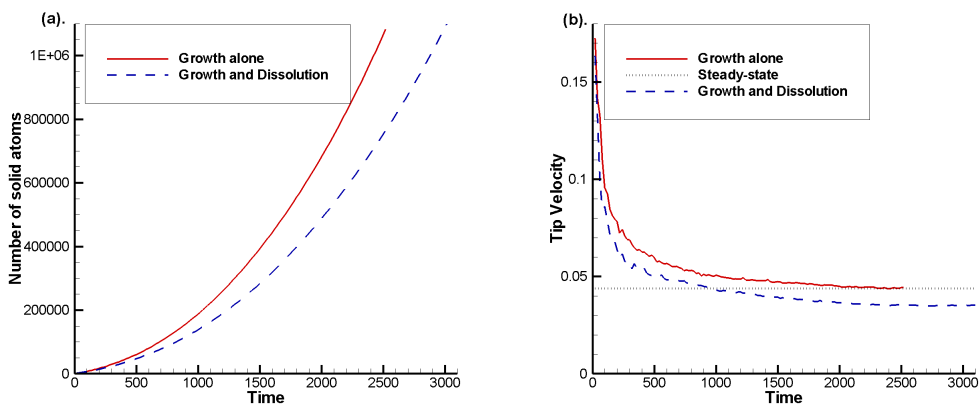 (a).
Growth alone
Growth and Dissolution
1E+06
800000
600000
400000
200000
0
Number of solid atoms
0 500 1000 1500 2000 2500 3000
Time
(b).
Growth alone
Steady-state
Growth and Dissolution
0.15
0.1
0.05
0
Tip Velocity
0 500 1000 1500 2000 2500 3000
Time